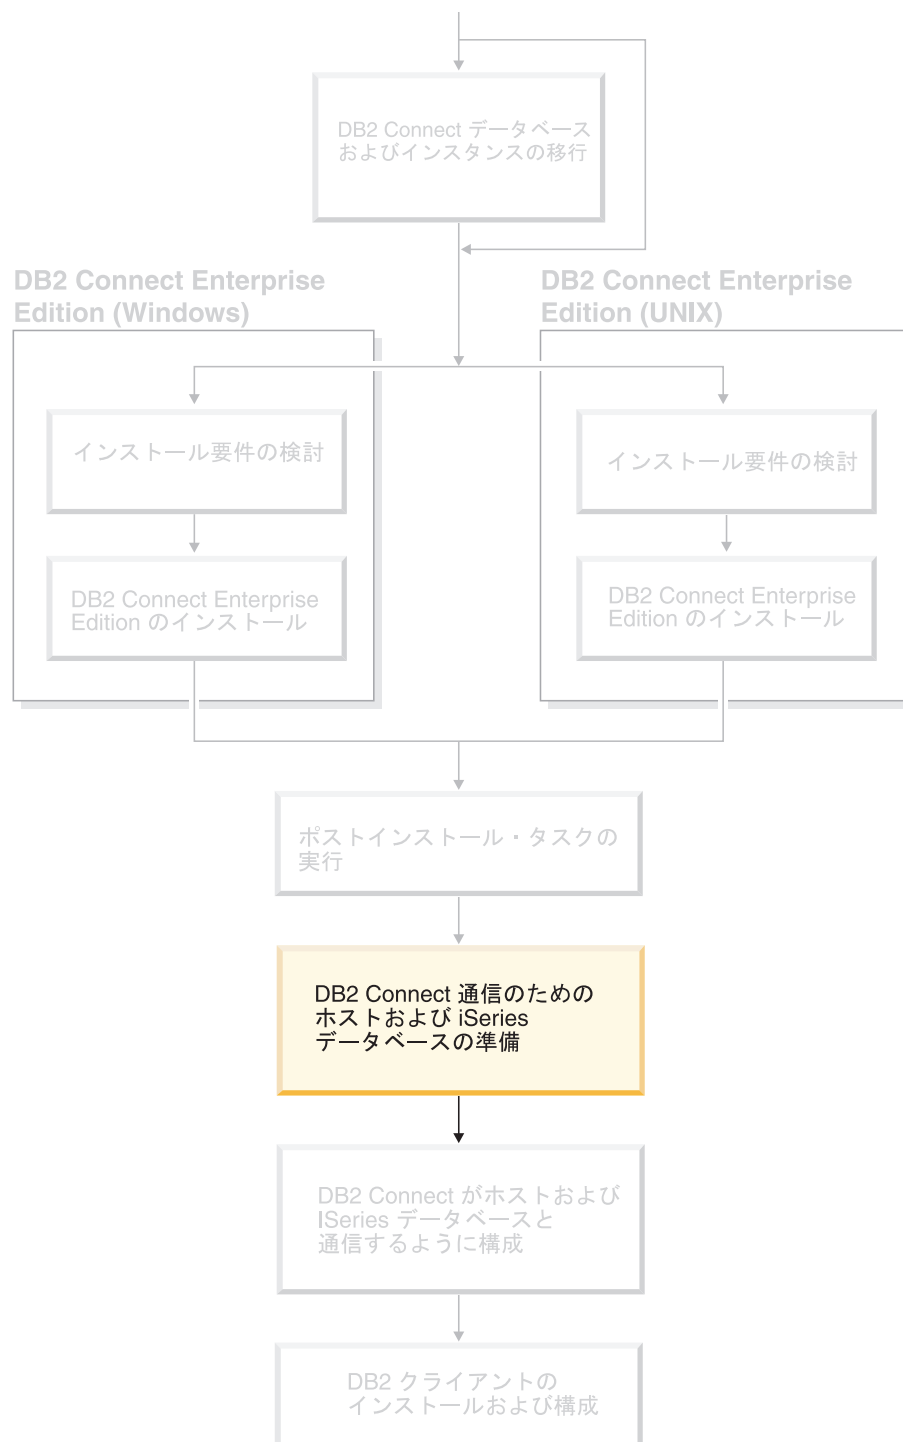 DB2 Connect データベース
およびインスタンスの移行
DB2 Connect Enterprise
Edition (Windows)
DB2 Connect Enterprise
Edition (UNIX)
インストール要件の検討
インストール要件の検討
DB2 Connect Enterprise
Edition のインストール
DB2 Connect Enterprise
Edition のインストール
ポストインストール・タスクの
実行
DB2 Connect 通信のための
ホストおよび iSeries
データベースの準備
DB2 Connect がホストおよび
ISeries データベースと
通信するように構成
DB2 クライアントの
インストールおよび構成